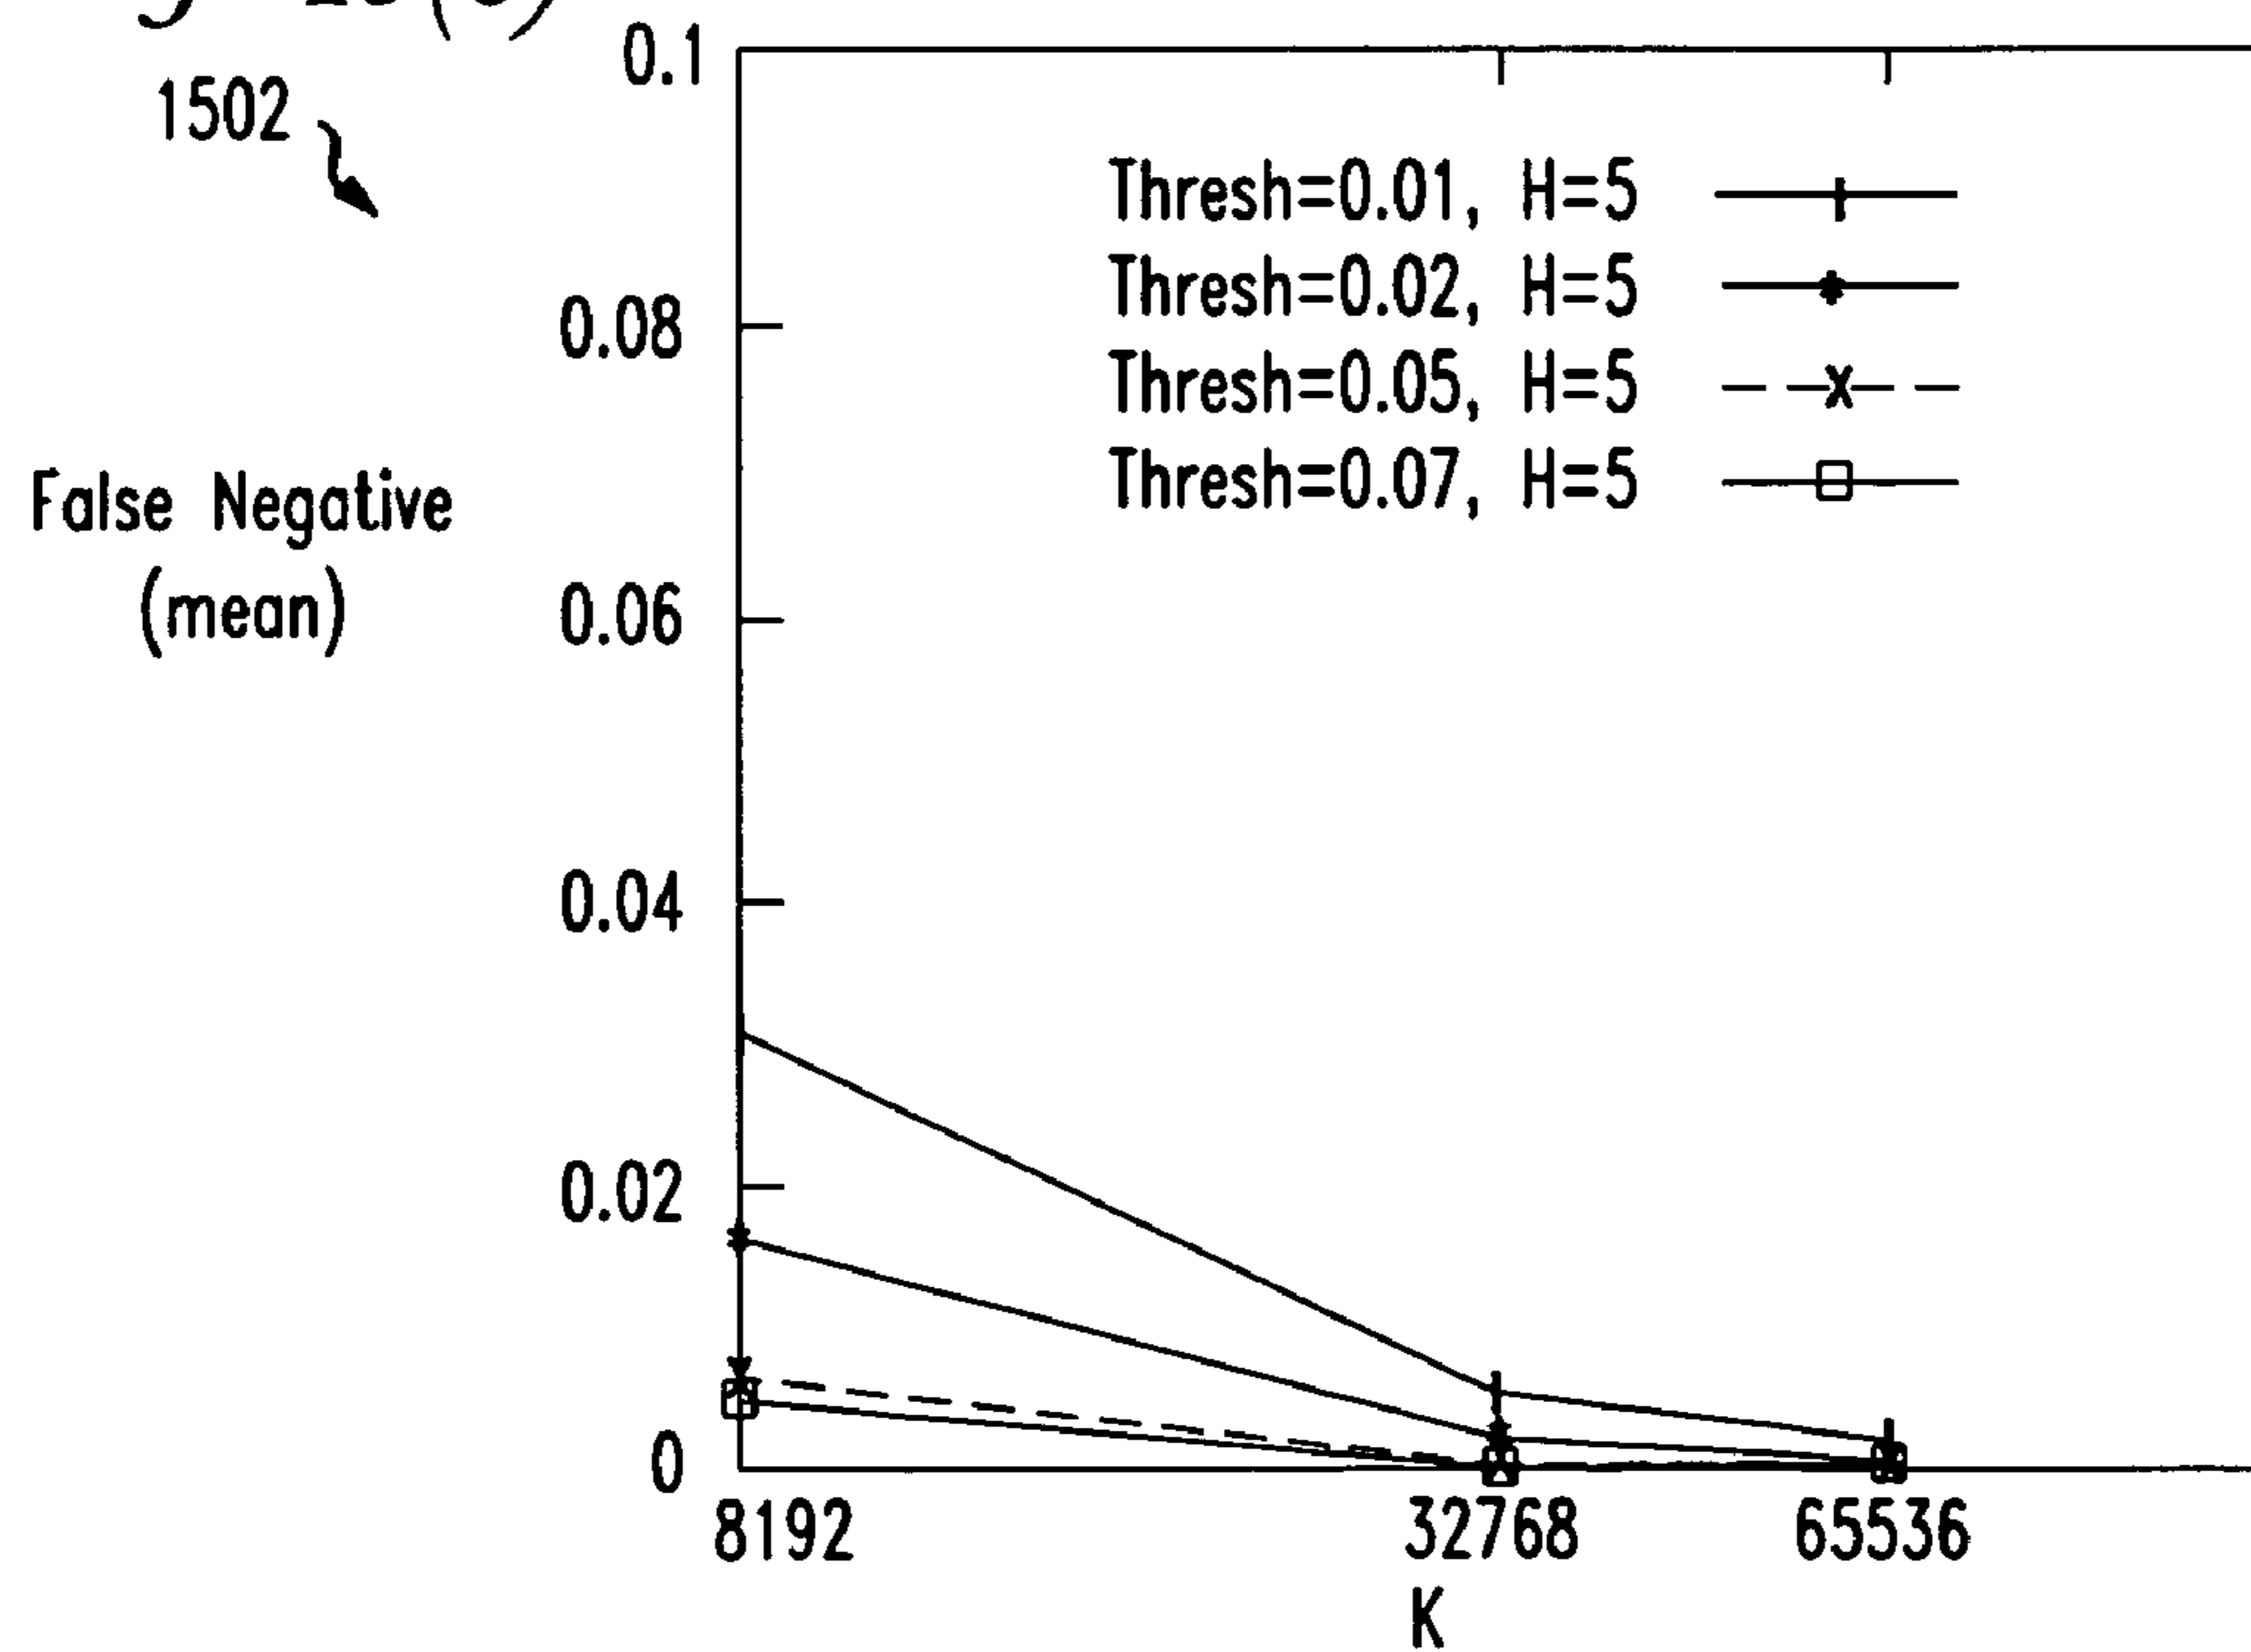 1502
0.1
Thresh=0.01, H=5
Thresh=0.02, H=5
0.08
Thresh=0.05, H=5
Thresh=0.07, H=5
False Negative
(mean)
0.06
0.04
0.02
0
8192 32768 65536
K